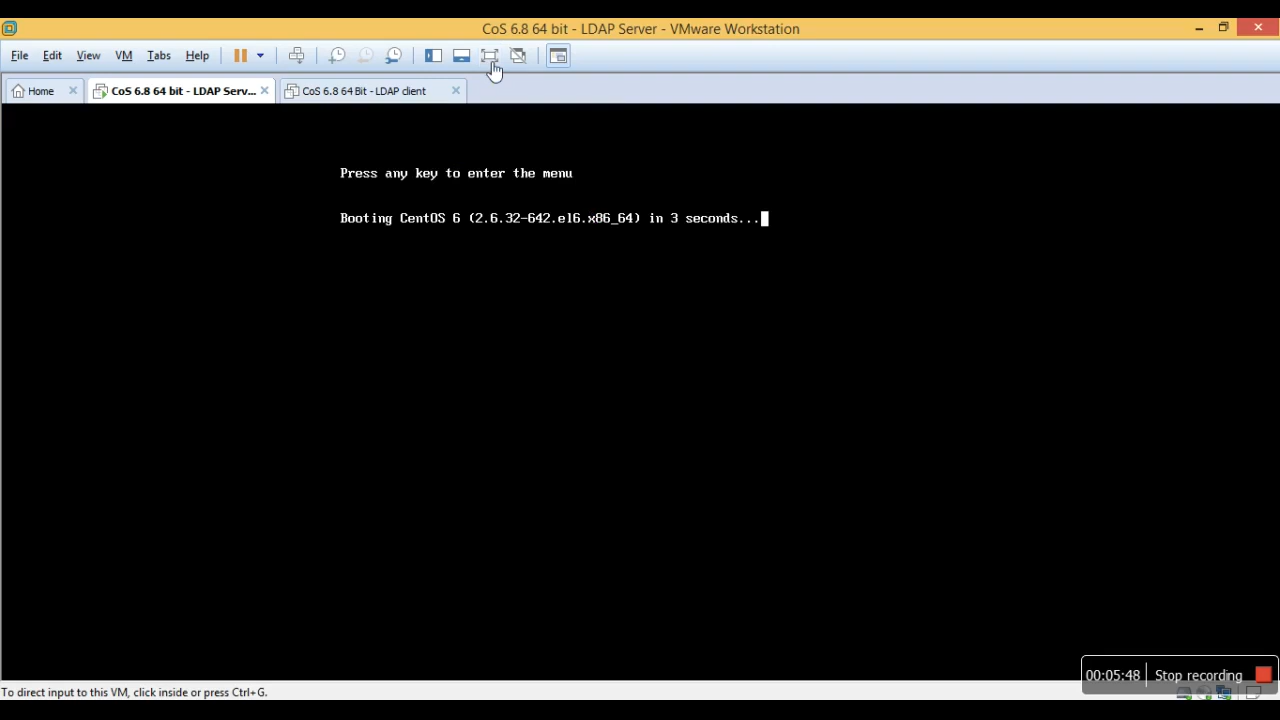 CoS 6.8 64 bit - LDAP Server - VMware Workstation
File Edit View VM Tabs Help
Home CoS 6.8 64 bit - LDAP Serv... CoS 6.8 64 Bit - LDAP client
Press any key to enter the menu
Booting CentOS 6 (2.6.32-642.el6.x86_64) in 3 seconds...
00:05:48 Stop recording
To direct input to this VM, click inside or press Ctrl+G.